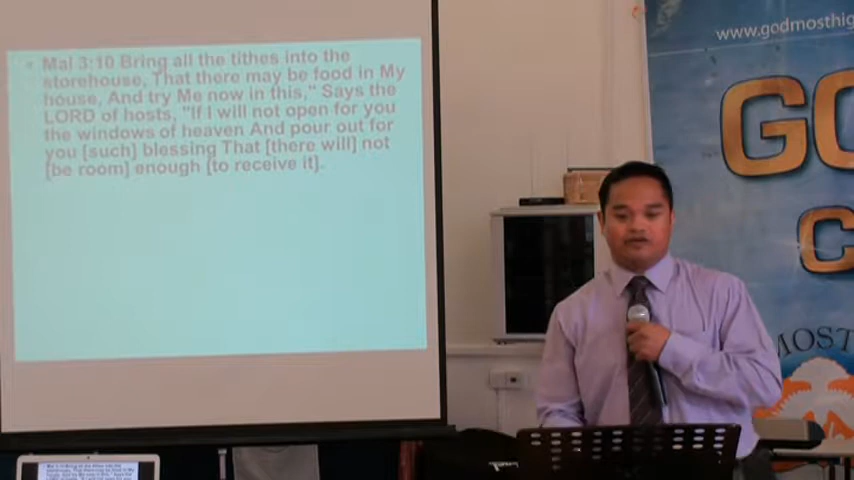 • Mal 3:10 Bring all the tithes into the
storehouse, That there may be food in My
house, And try Me now in this," Says the
LORD of hosts, "If I will not open for you
the windows of heaven And pour out for
you [such] blessing That [there will] not
[be room] enough [to receive it].
www.godmosthig
GO
C
MOST